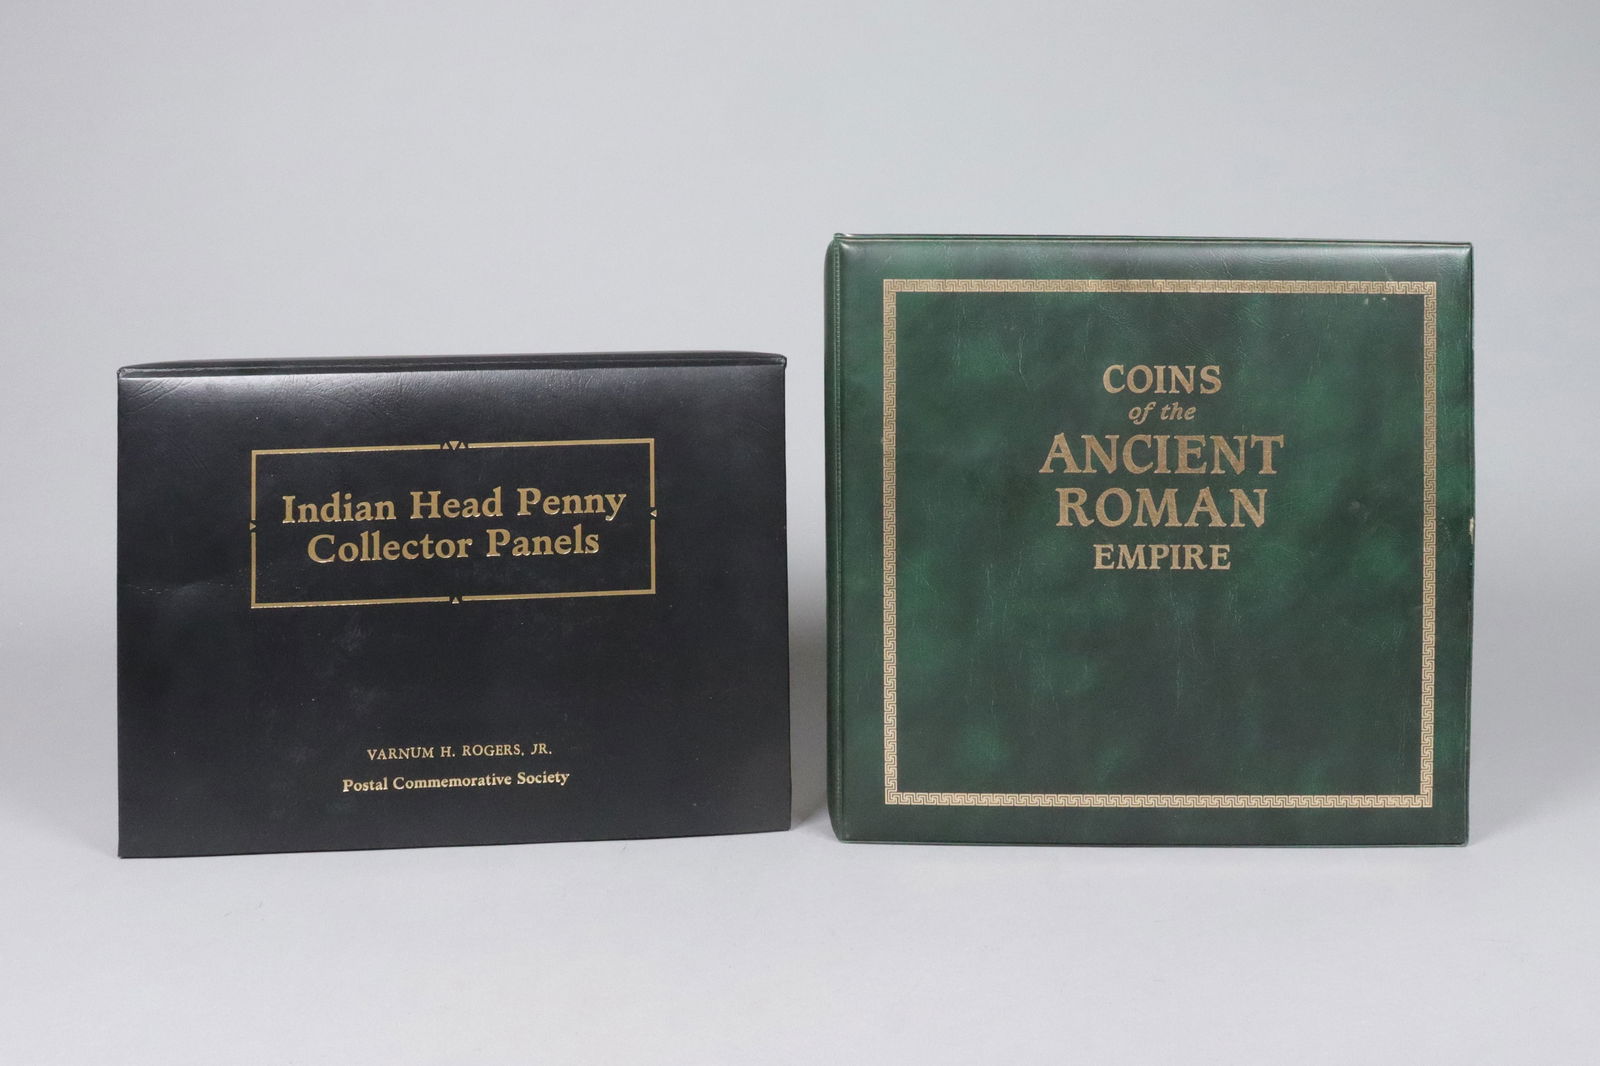 Indian Head Penny
Collector Panels
VARNUM H. ROGERS, JR.
Postal Commemorative Society
COINS
of the
ANCIENT
ROMAN
EMPIRE